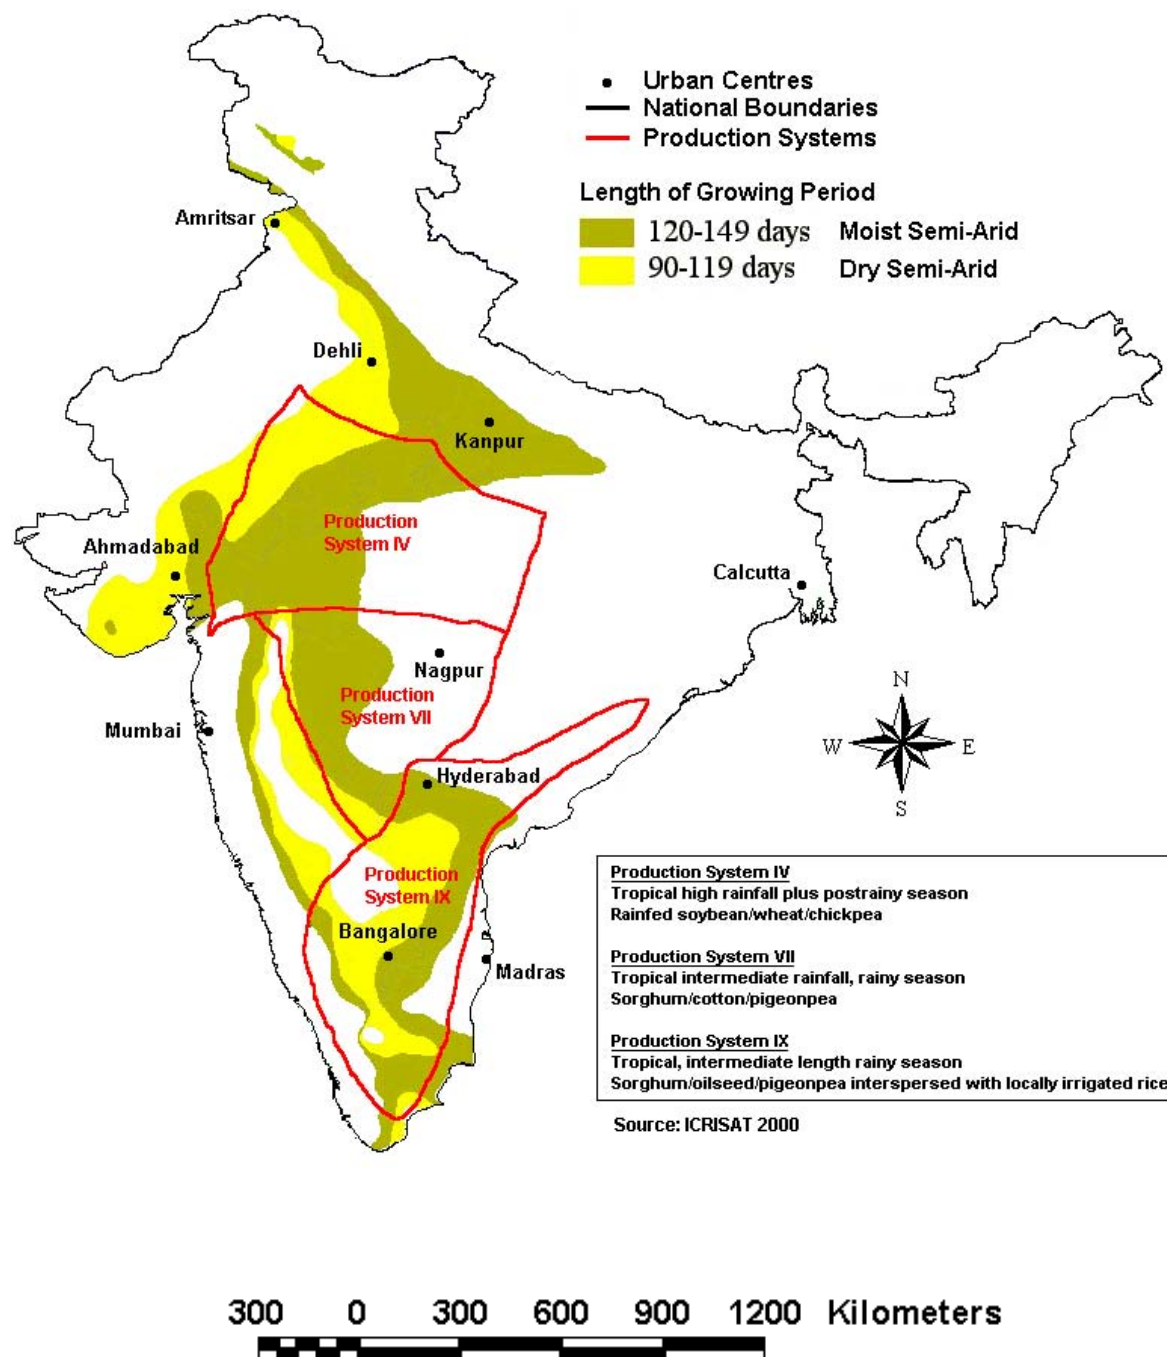 Urban Centres
National Boundaries
Production Systems
Length of Growing Period
120-149 days Moist Semi-Arid
90-119 days Dry Semi-Arid
Amritsar
Dehli
Kanpur
Production
System IV
Ahmadabad
Calcutta
Nagpur
Production
System VII
Mumbai
Hyderabad
N
W E
S
Production
System IX
Bangalore
Madras
Production System IV
Tropical high rainfall plus postrainy season
Rainfed soybean/wheat/chickpea
Production System VII
Tropical intermediate rainfall, rainy season
Sorghum/cotton/pigeonpea
Production System IX
Tropical, intermediate length rainy season
Sorghum/oilseed/pigeonpea interspersed with locally irrigated rice
Source: ICRISAT 2000
300 0 300 600 900 1200 Kilometers